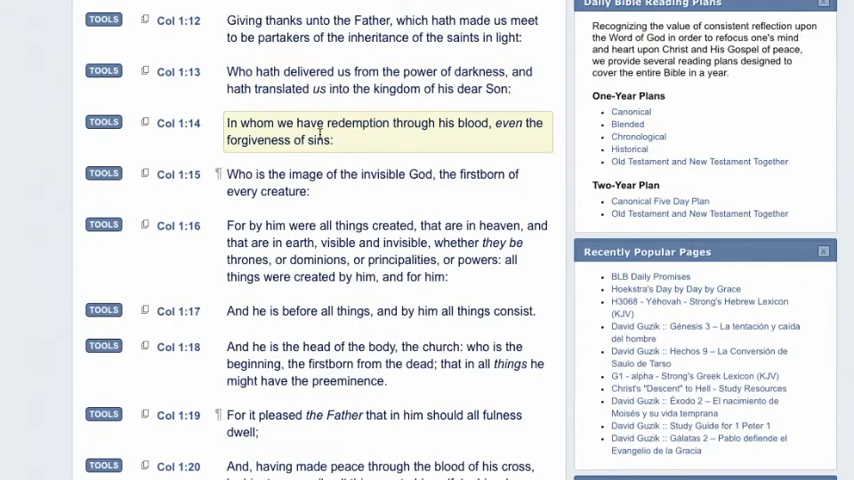 TOOLS Col 1:12 Giving thanks unto the Father, which hath made us meet
to be partakers of the inheritance of the saints in light:
TOOLS Col 1:13 Who hath delivered us from the power of darkness, and
hath translated us into the kingdom of his dear Son:
TOOLS Col 1:14 In whom we have redemption through his blood, even the
forgiveness of sins:
TOOLS Col 1:15 ¶ Who is the image of the invisible God, the firstborn of
every creature:
TOOLS Col 1:16 For by him were all things created, that are in heaven, and
that are in earth, visible and invisible, whether they be
thrones, or dominions, or principalities, or powers: all
things were created by him, and for him:
TOOLS Col 1:17 And he is before all things, and by him all things consist.
TOOLS Col 1:18 And he is the head of the body, the church: who is the
beginning, the firstborn from the dead; that in all things he
might have the preeminence.
TOOLS Col 1:19 ¶ For it pleased the Father that in him should all fulness
dwell;
TOOLS Col 1:20 And, having made peace through the blood of his cross,
Daily Bible Reading Plans
Recognizing the value of consistent reflection upon
the Word of God in order to refocus one's mind
and heart upon Christ and His Gospel of peace,
we provide several reading plans designed to
cover the entire Bible in a year.
One-Year Plans
Canonical
Blended
Chronological
Historical
Old Testament and New Testament Together
Two-Year Plan
Canonical Five Day Plan
Old Testament and New Testament Together
Recently Popular Pages
BLB Daily Promises
Hoekstra's Day by Day by Grace
H3068 - Yĕhovah - Strong's Hebrew Lexicon
(KJV)
David Guzik :: Génesis 3 – La tentación y caída
del hombre
David Guzik :: Hechos 9 – La Conversión de
Saulo de Tarso
G1 - alpha - Strong's Greek Lexicon (KJV)
Christ's "Descent" to Hell - Study Resources
David Guzik :: Éxodo 2 – El nacimiento de
Moisés y su vida temprana
David Guzik :: Study Guide for 1 Peter 1
David Guzik :: Gálatas 2 – Pablo defiende el
Evangelio de la Gracia